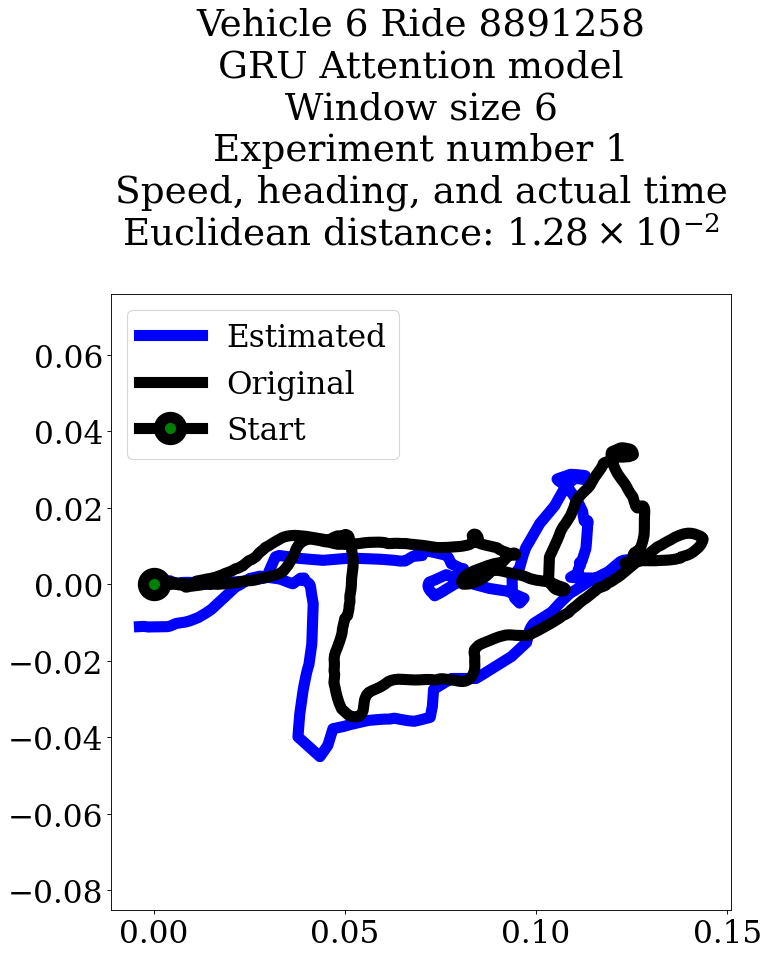 Vehicle 6 Ride 8891258
GRU Attention model
Window size 6
Experiment number 1
Speed, heading, and actual time
Euclidean distance: 1.28 × 10⁻²
Estimated
Original
Start
0.06
0.04
0.02
0.00
−0.02
−0.04
−0.06
−0.08
0.00 0.05 0.10 0.15